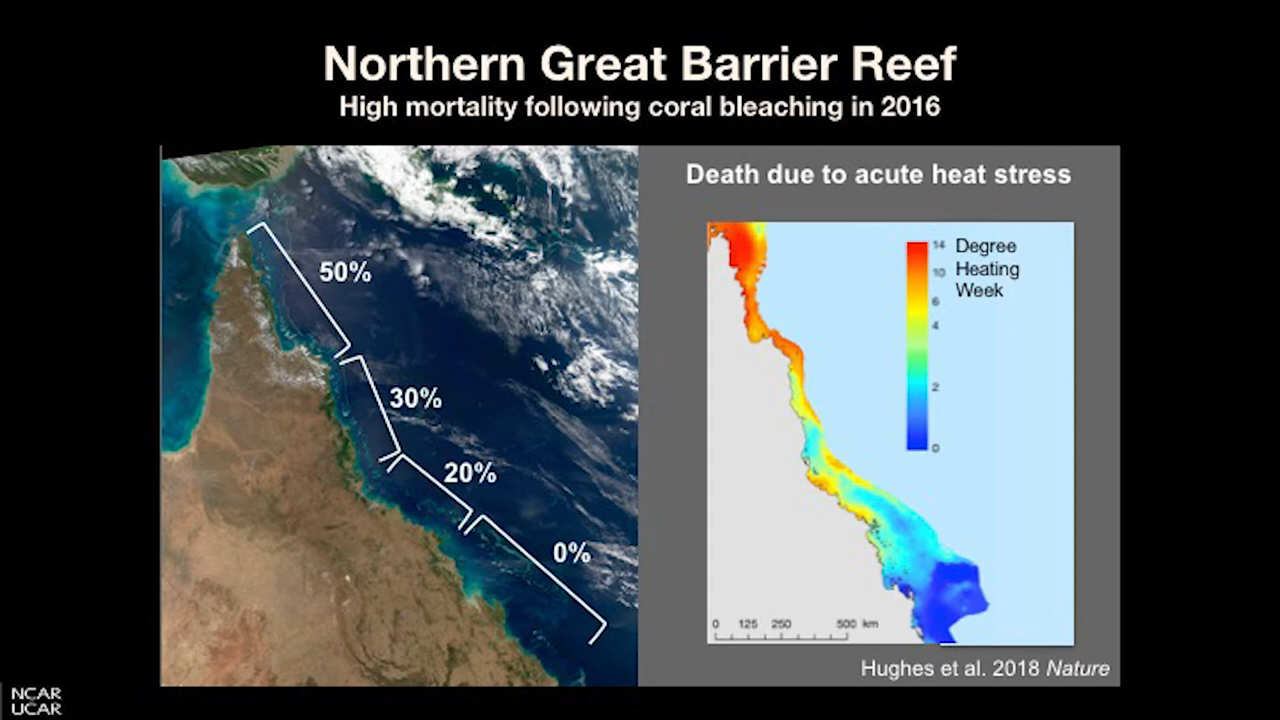 Northern Great Barrier Reef
High mortality following coral bleaching in 2016
50%
30%
20%
0%
Death due to acute heat stress
14
10
6
4
2
0
Degree
Heating
Week
0 125 250 500 km
Hughes et al. 2018 Nature
NCAR
UCAR